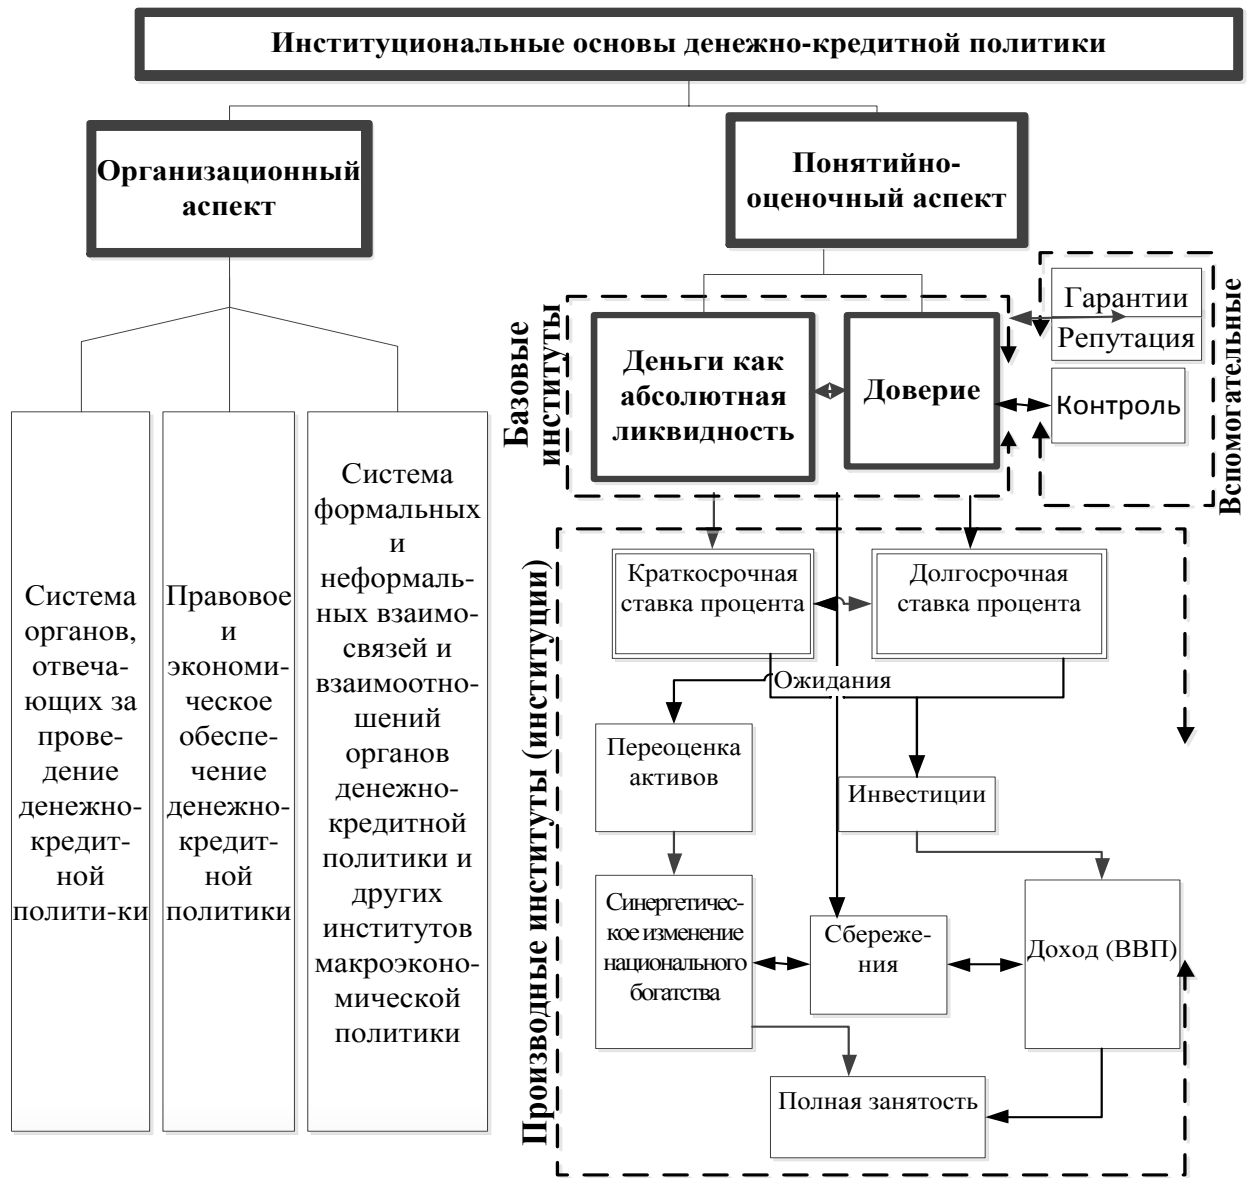 Институциональные основы денежно-кредитной политики
Организационный
аспект
Понятийно-
оценочный аспект
Система
органов,
отвеча-
ющих за
прове-
дение
денежно-
кредит-
ной
полити-ки
Правовое
и
экономи-
ческое
обеспе-
чение
денежно-
кредит-
ной
политики
Система
формальных
и
неформаль-
ных взаимо-
связей и
взаимоотно-
шений
органов
денежно-
кредитной
политики и
других
институтов
макроэконо-
мической
политики
Базовые
институты
Деньги как
абсолютная
ликвидность
Доверие
Гарантии
Репутация
Контроль
Вспомогательные
Производные институты (институции)
Краткосрочная
ставка процента
Долгосрочная
ставка процента
Ожидания
Переоценка
активов
Инвестиции
Синергетичес-
кое изменение
национального
богатства
Сбереже-
ния
Доход (ВВП)
Полная занятость